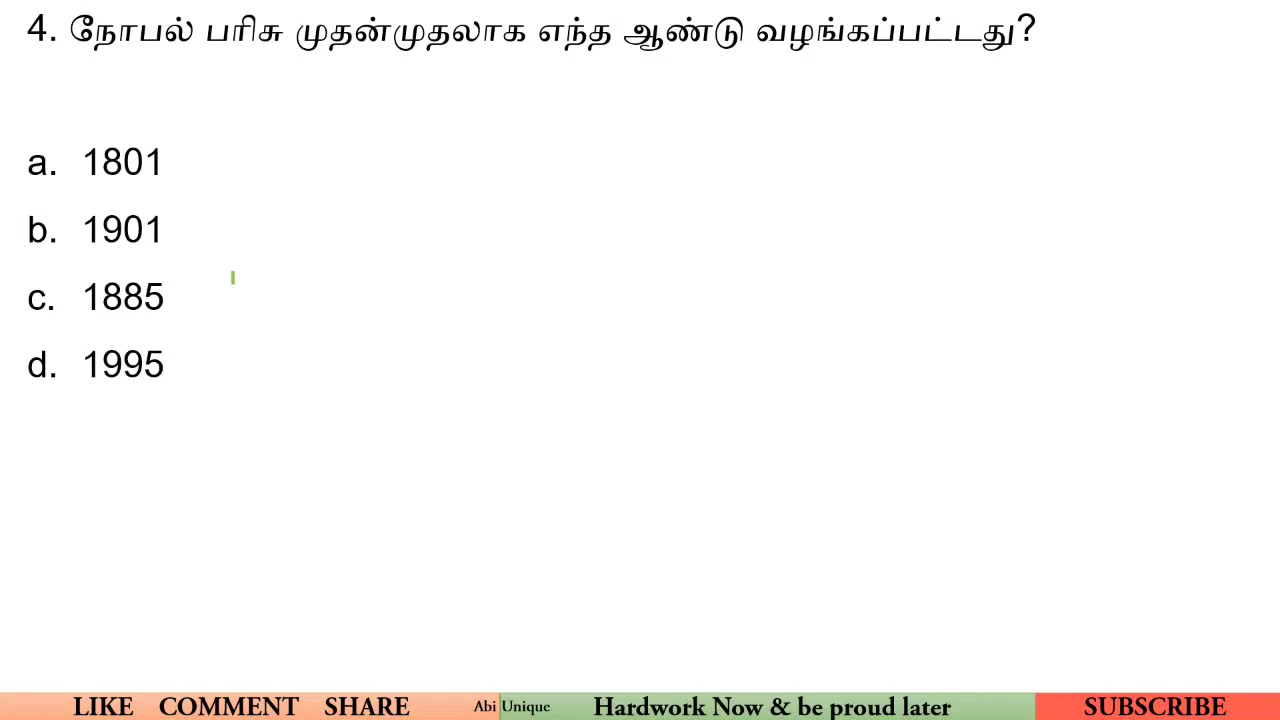 4. நோபல் பரிசு முதன்முதலாக எந்த ஆண்டு வழங்கப்பட்டது?
a. 1801
b. 1901
c. 1885
d. 1995
LIKE COMMENT SHARE Abi Unique Hardwork Now & be proud later SUBSCRIBE